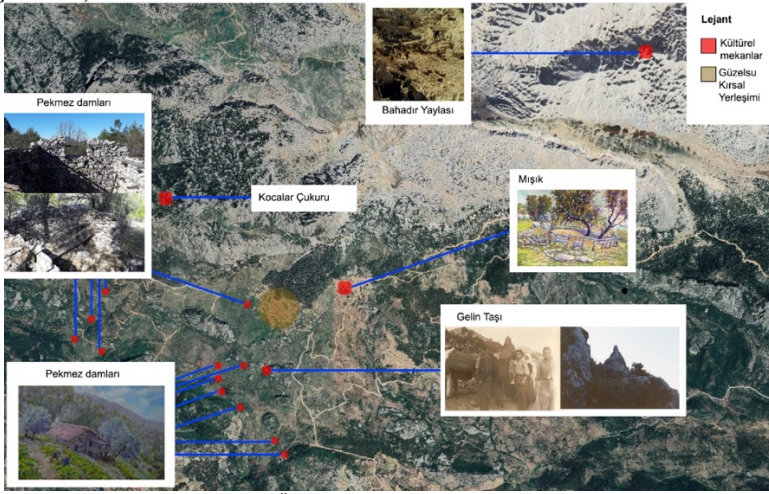 Lejant
Kültürel
mekanlar
Güzelsu
Kırsal
Yerleşimi
Bahadır Yaylası
Pekmez damları
Kocalar Çukuru
Mışık
Gelin Taşı
Pekmez damları